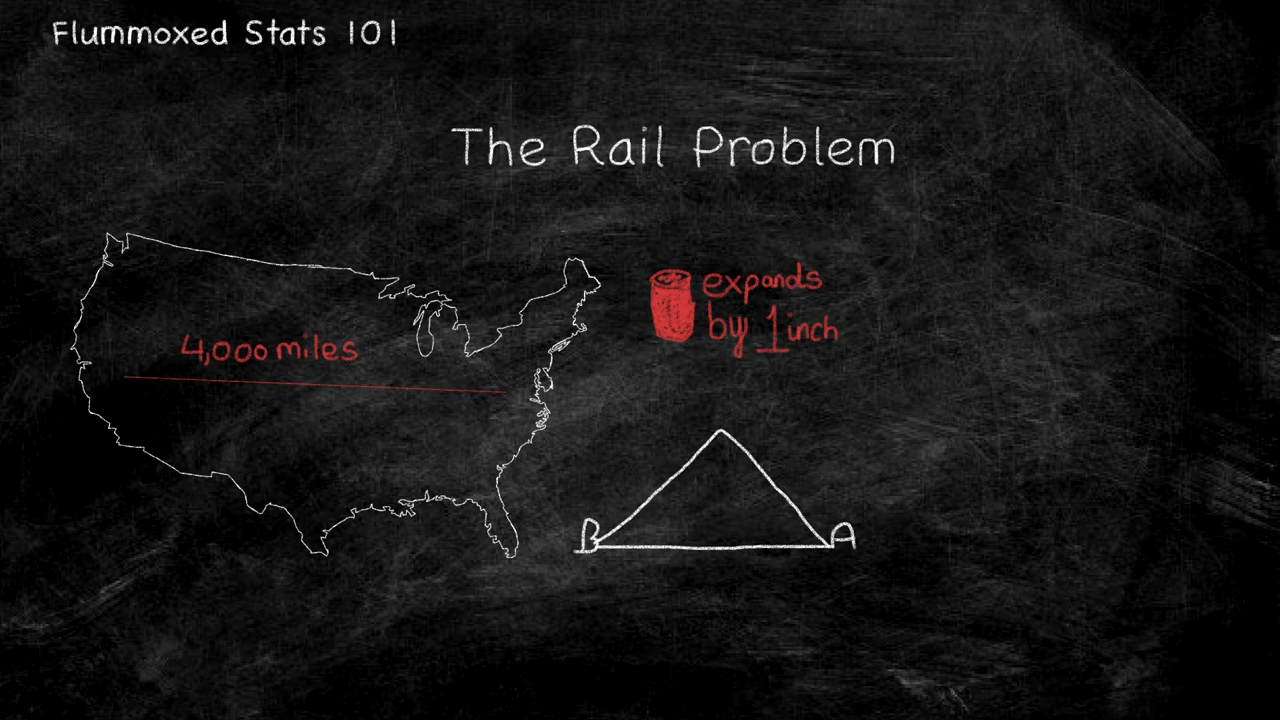 Flummoxed Stats 101
The Rail Problem
4,000 miles
expands
by 1 inch
B
A